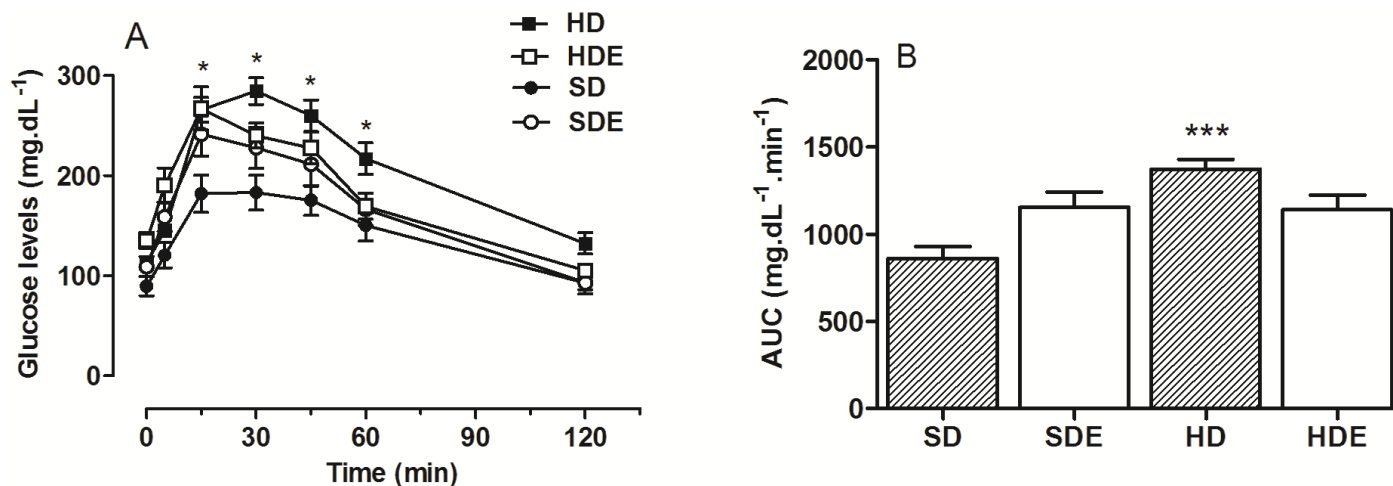 A
HD
HDE
SD
SDE
* * * *
Glucose levels (mg.dL⁻¹)
300
200
100
0
0 30 60 90 120
Time (min)
B
***
AUC (mg.dL⁻¹.min⁻¹)
2000
1500
1000
500
0
SD SDE HD HDE